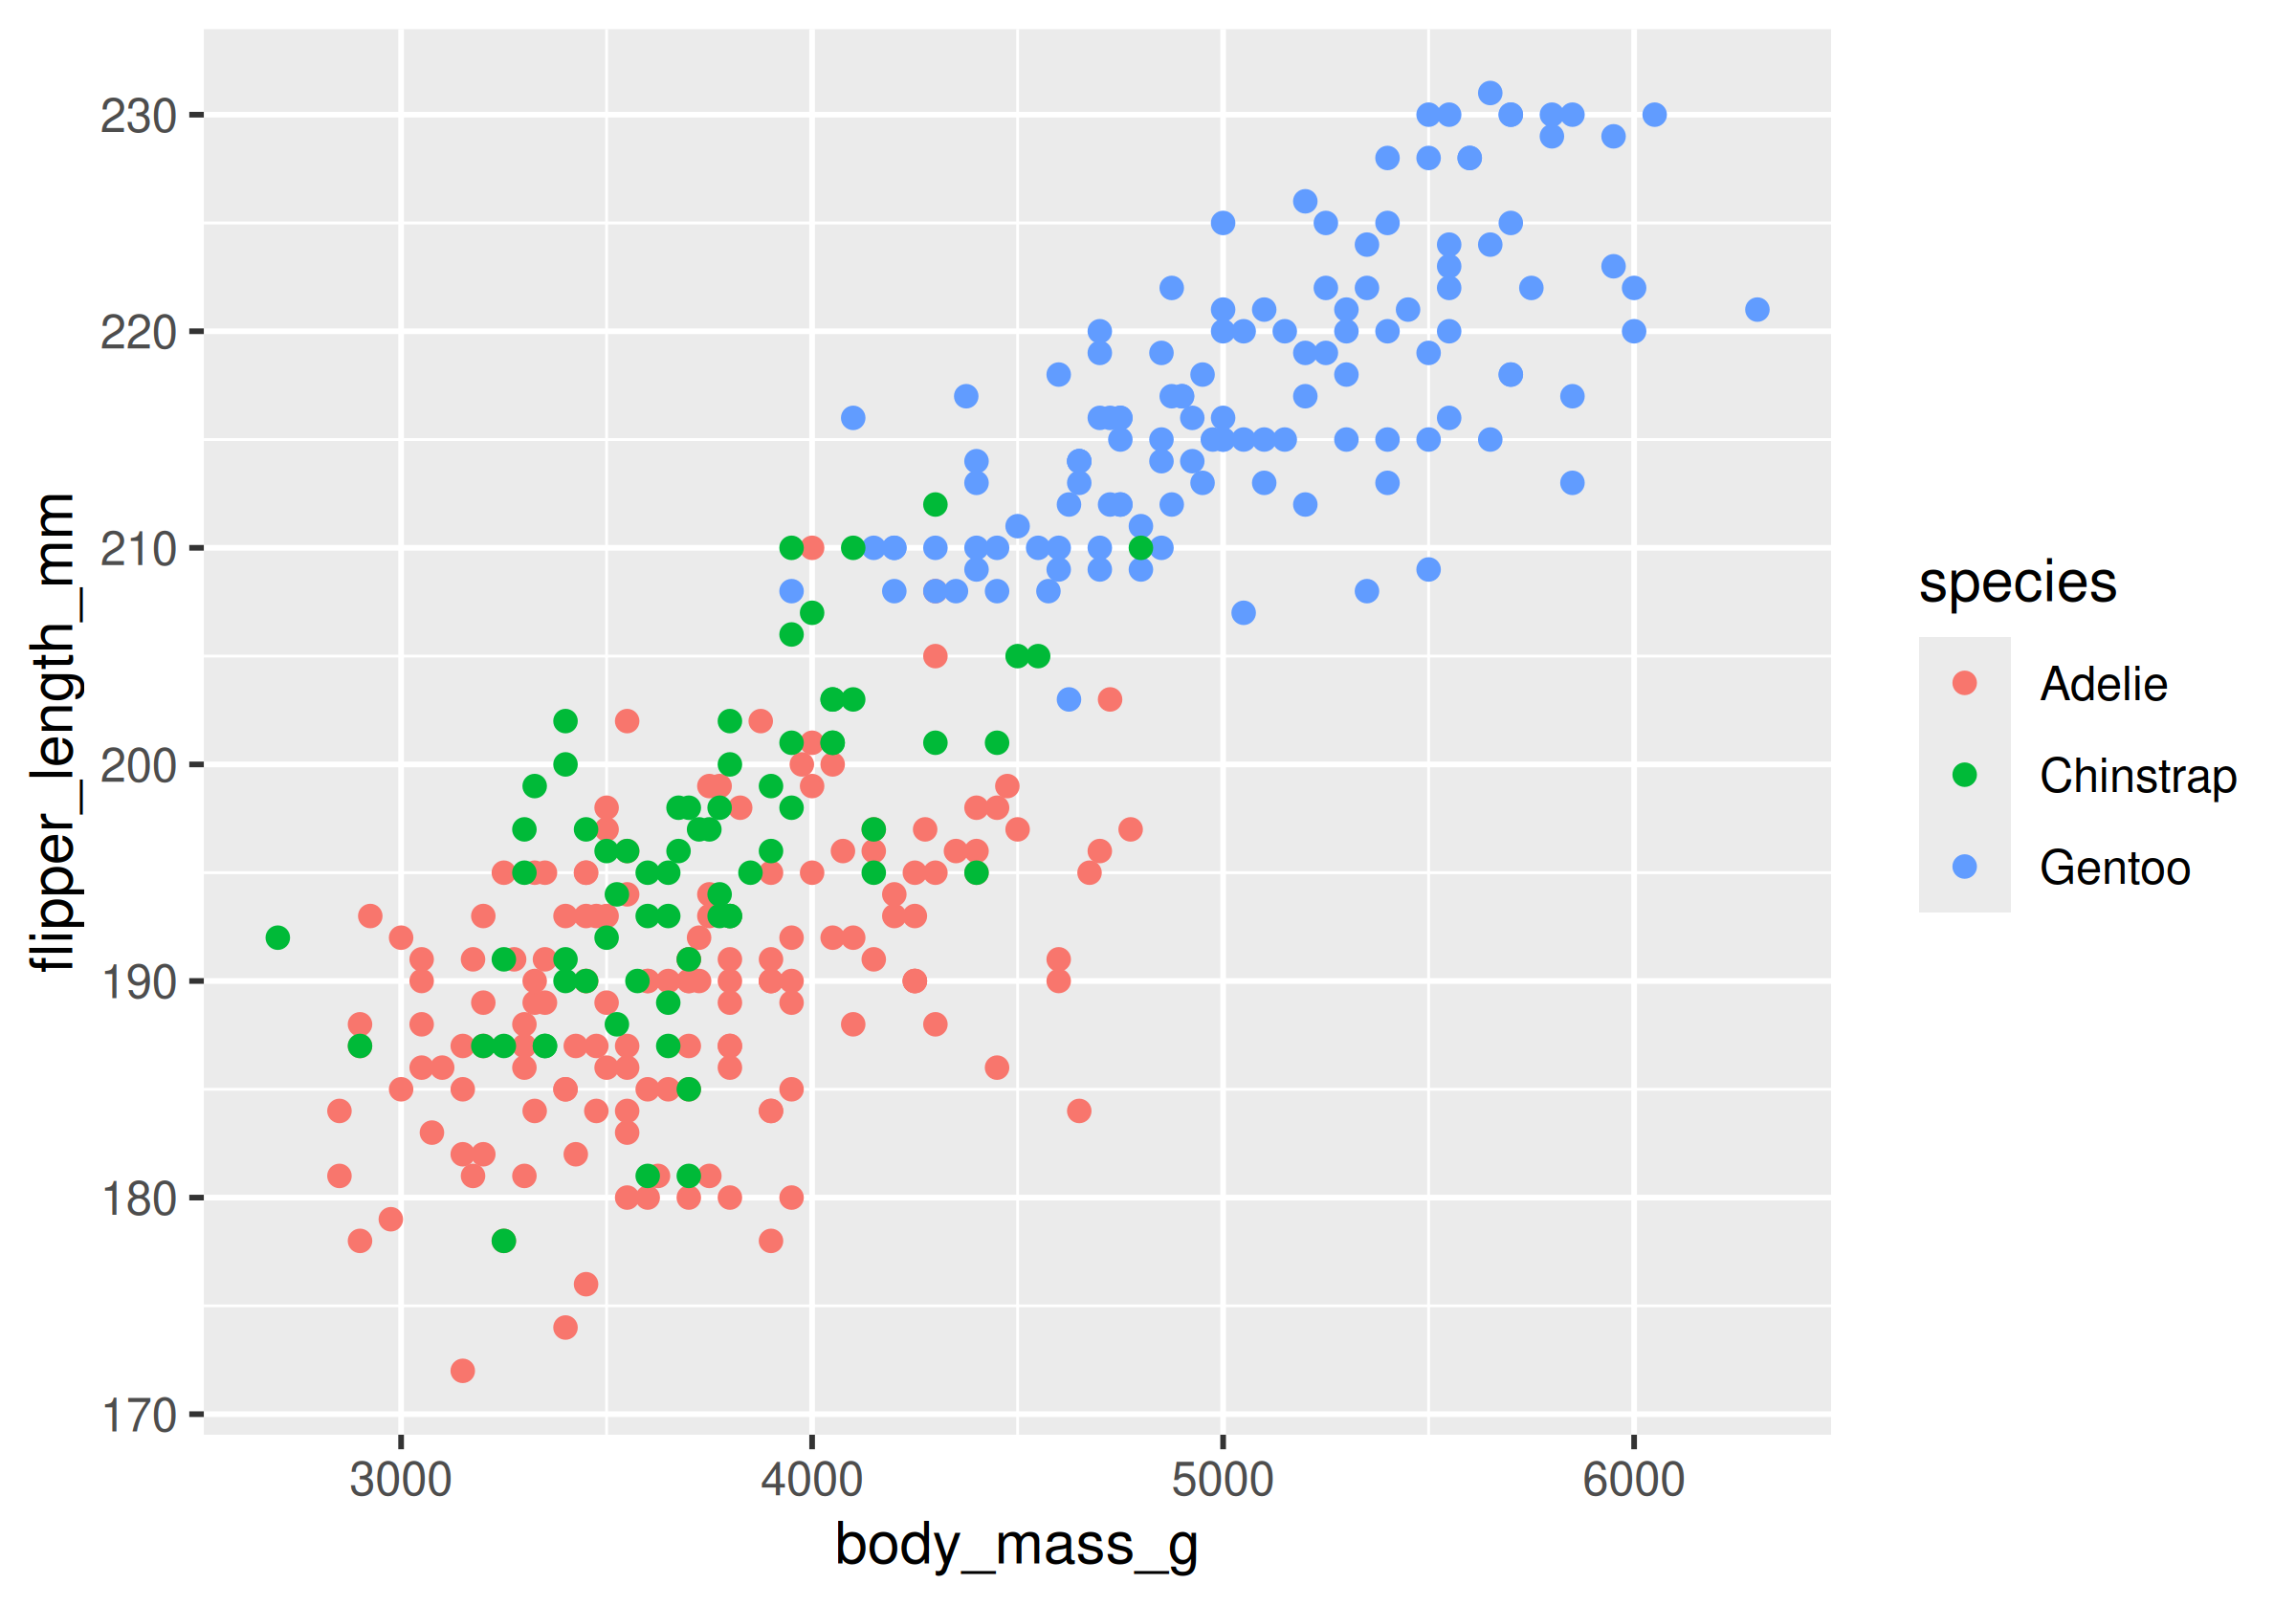 230
220
210
200
190
180
170
flipper_length_mm
3000 4000 5000 6000
body_mass_g
species
Adelie
Chinstrap
Gentoo